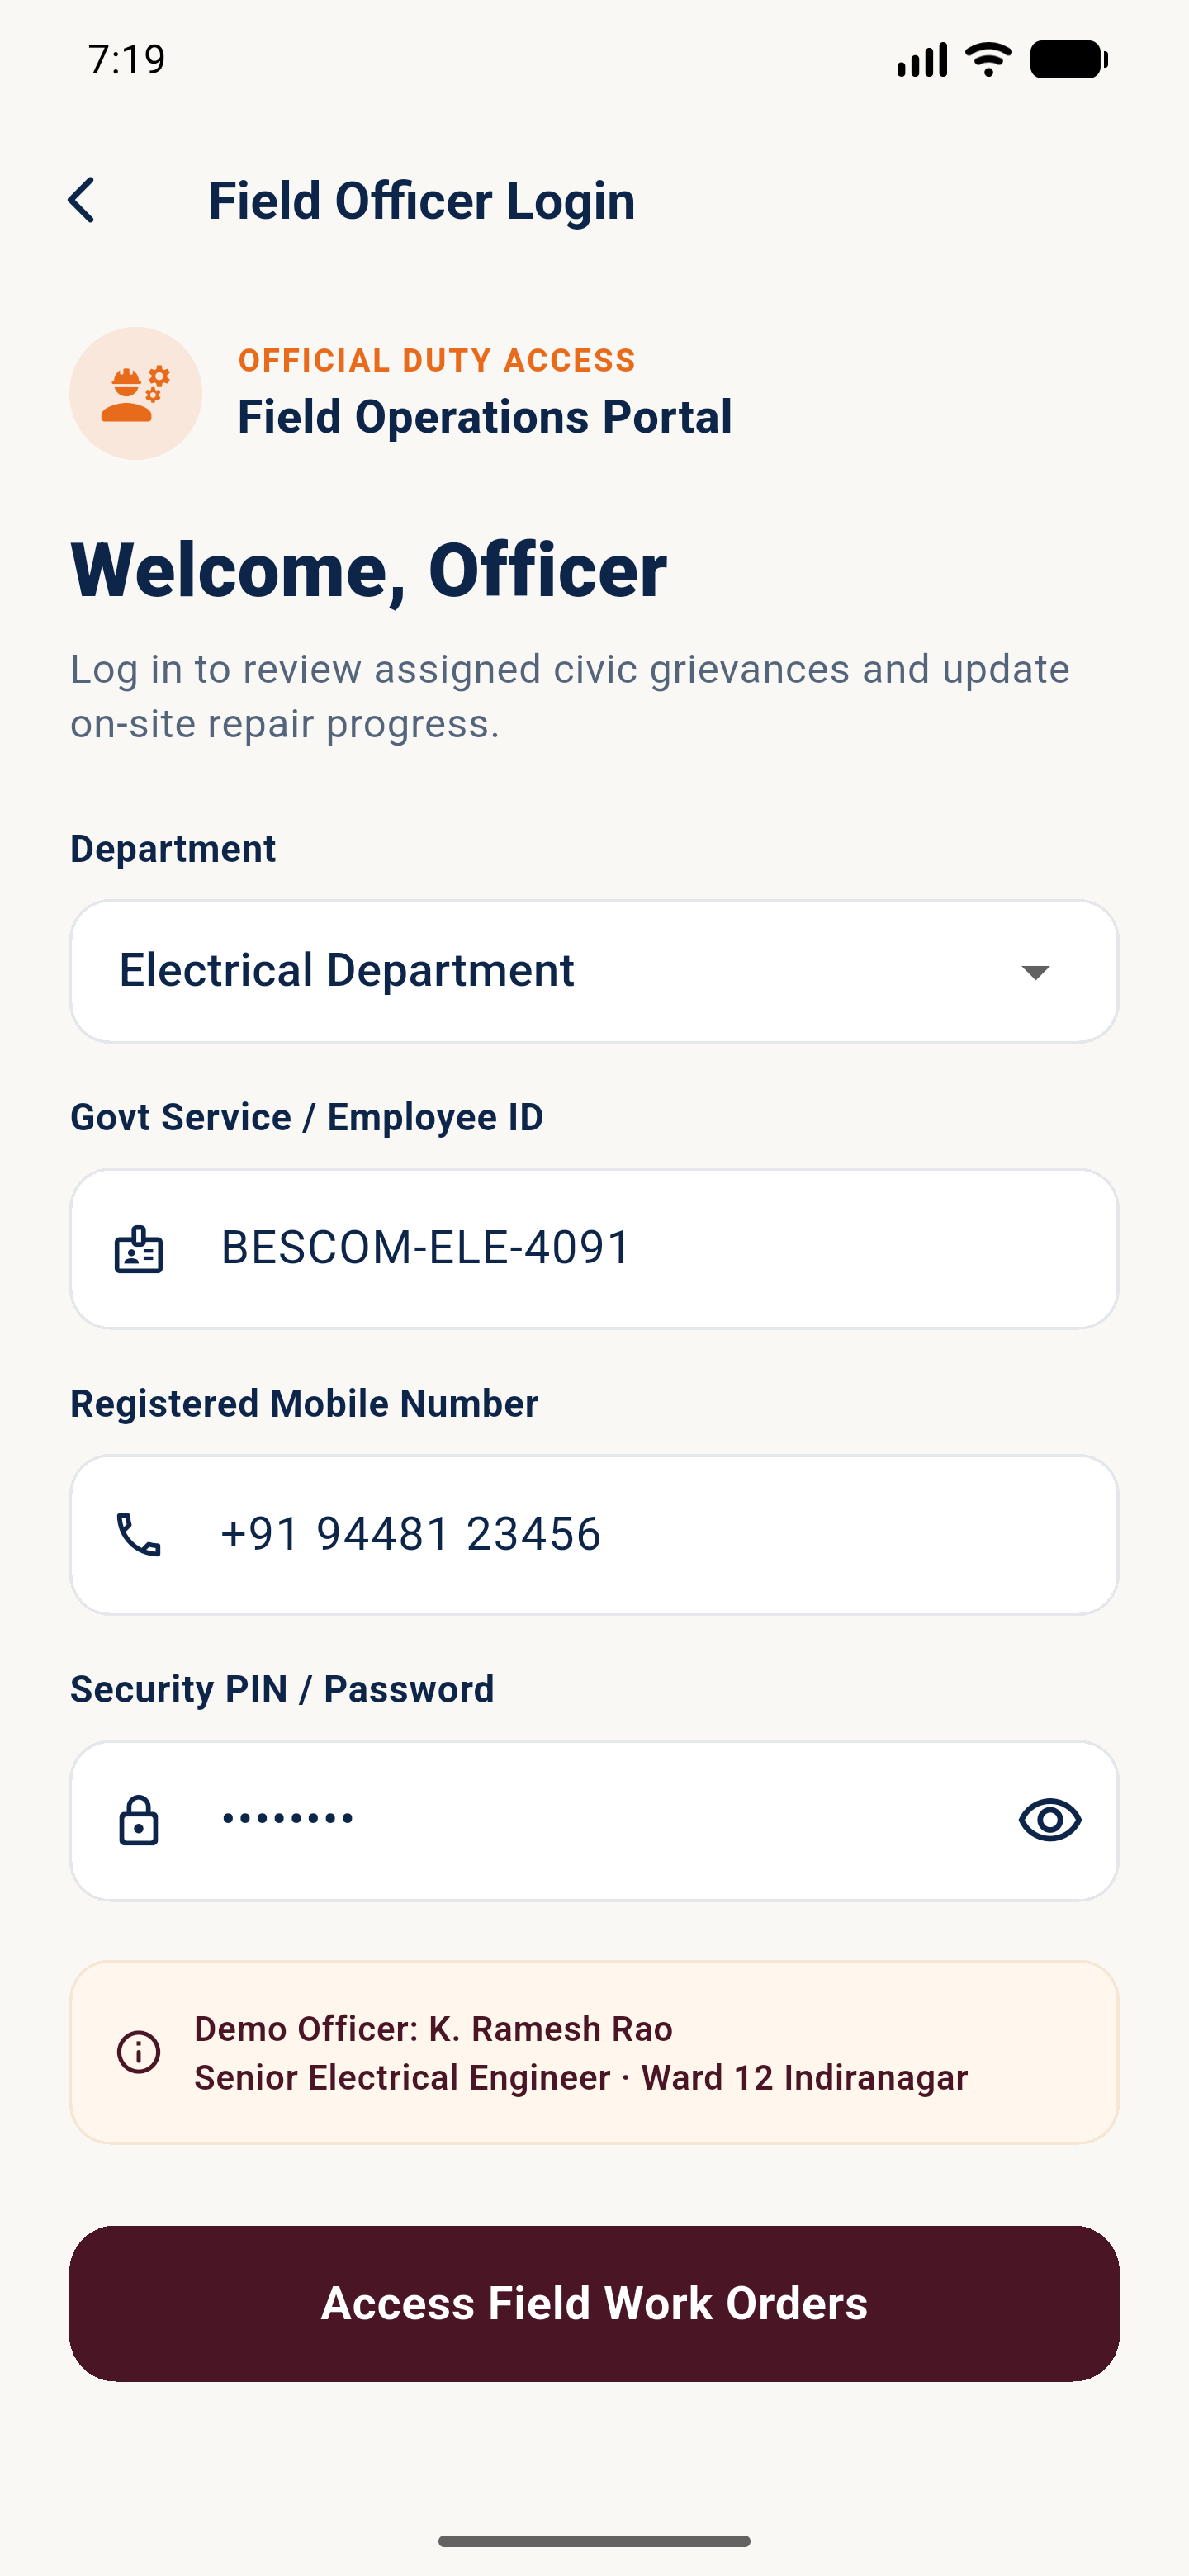 7:19
Field Officer Login
OFFICIAL DUTY ACCESS
Field Operations Portal
Welcome, Officer
Log in to review assigned civic grievances and update
on-site repair progress.
Department
Electrical Department
Govt Service / Employee ID
BESCOM-ELE-4091
Registered Mobile Number
+91 94481 23456
Security PIN / Password
••••••••
Demo Officer: K. Ramesh Rao
Senior Electrical Engineer · Ward 12 Indiranagar
Access Field Work Orders